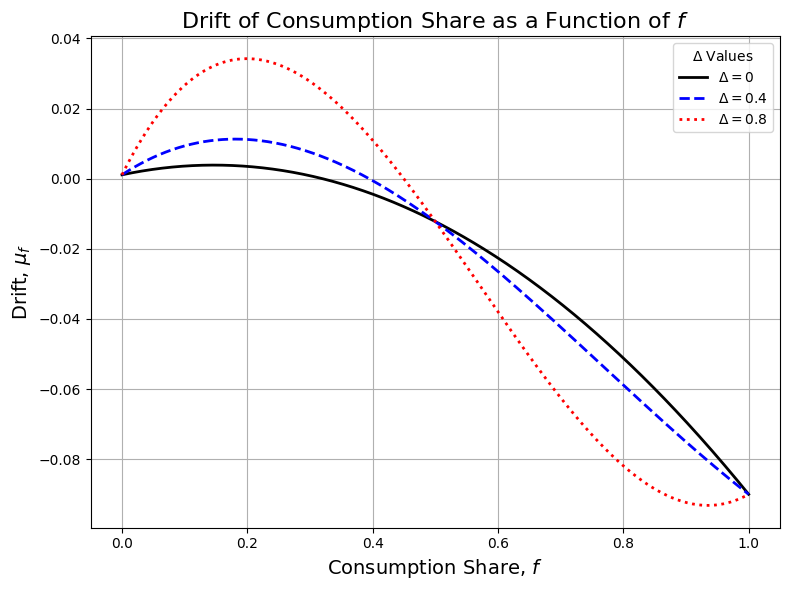 Drift of Consumption Share as a Function of f
0.04
0.02
0.00
−0.02
−0.04
−0.06
−0.08
Drift, μ_f
Δ Values
Δ = 0
Δ = 0.4
Δ = 0.8
0.0 0.2 0.4 0.6 0.8 1.0
Consumption Share, f